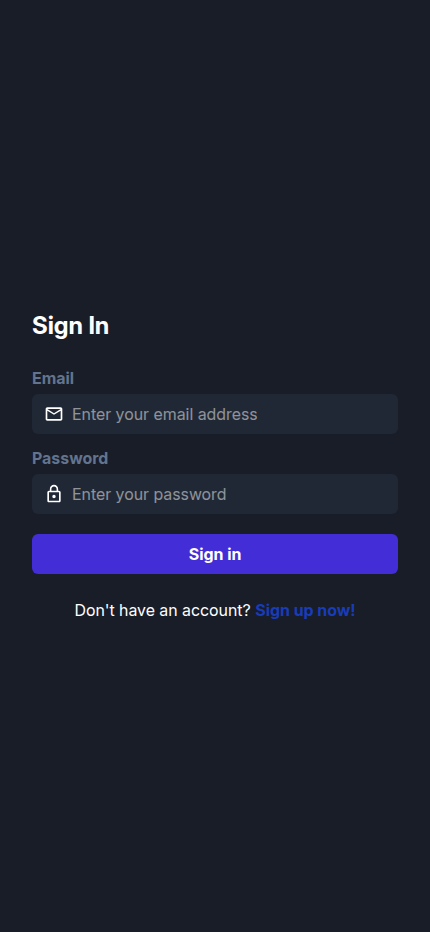 Sign In
Email
Enter your email address
Password
Enter your password
Sign in
Don't have an account? Sign up now!